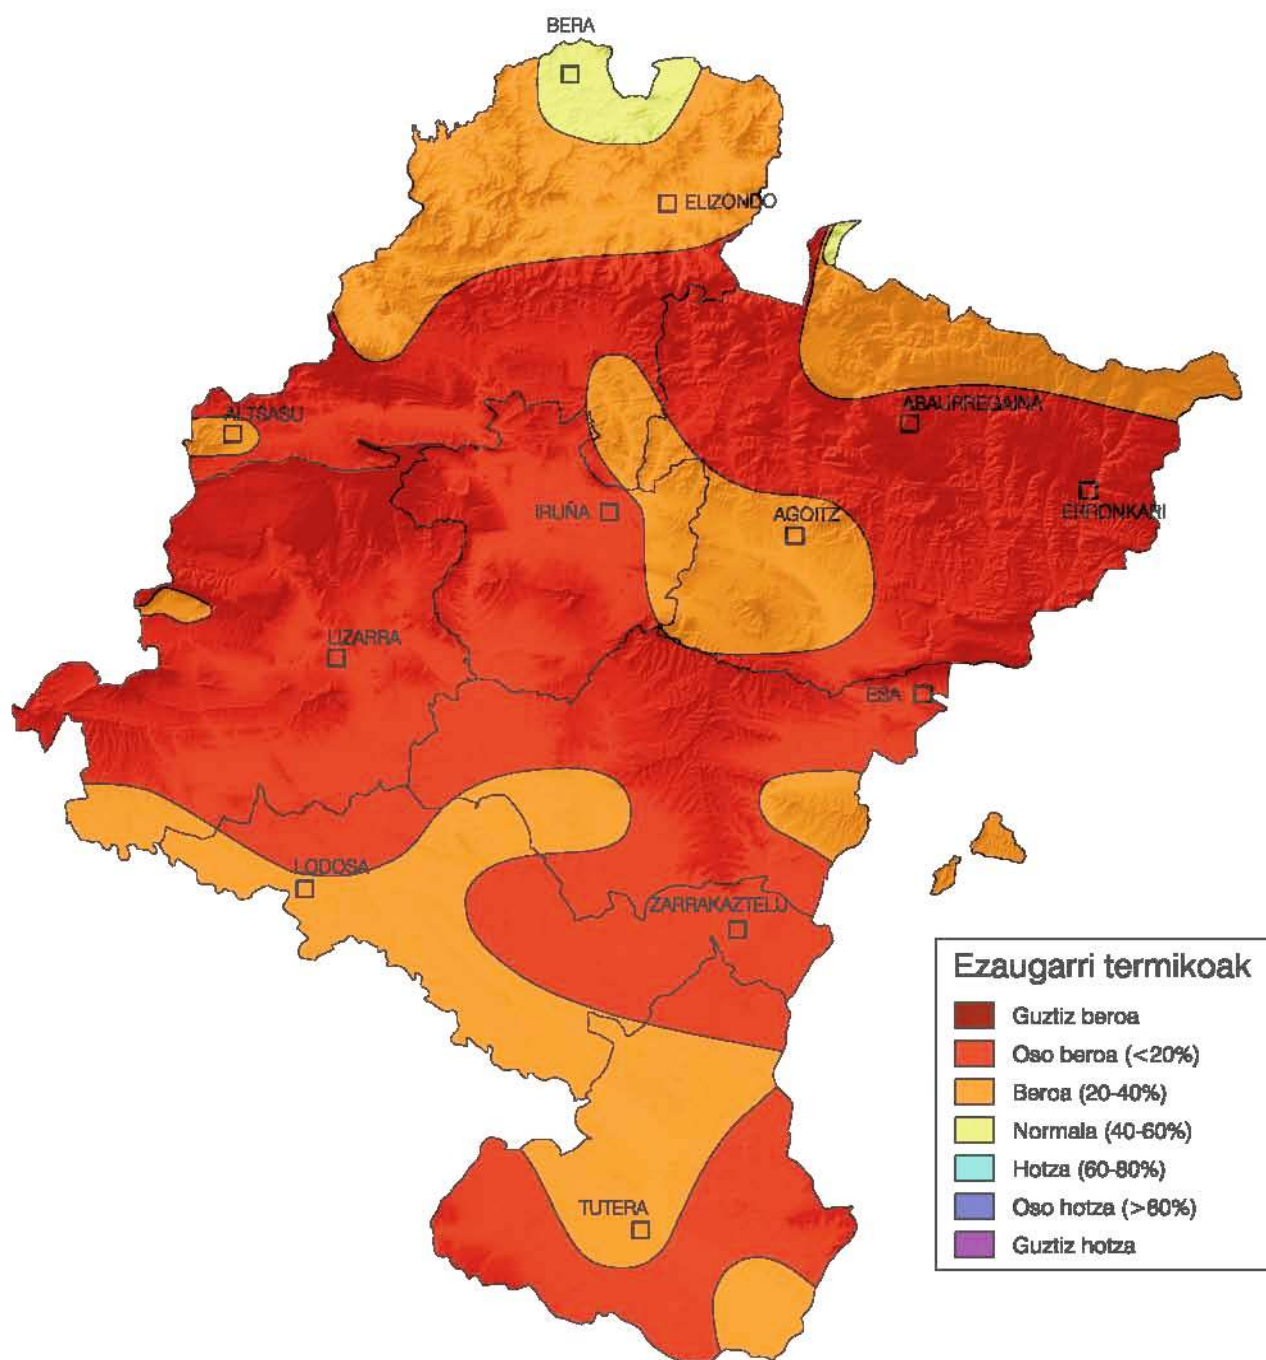 BERA
ELIZONDO
ALTSASU
ABAURREGAINA
IRUÑA
AGOITZ
ERRONKARI
LIZARRA
ESA
LODOSA
ZARRAKAZTELU
TUTERA
Ezaugarri termikoak
Guztiz beroa
Oso beroa (<20%)
Beroa (20-40%)
Normala (40-60%)
Hotza (60-80%)
Oso hotza (>80%)
Guztiz hotza